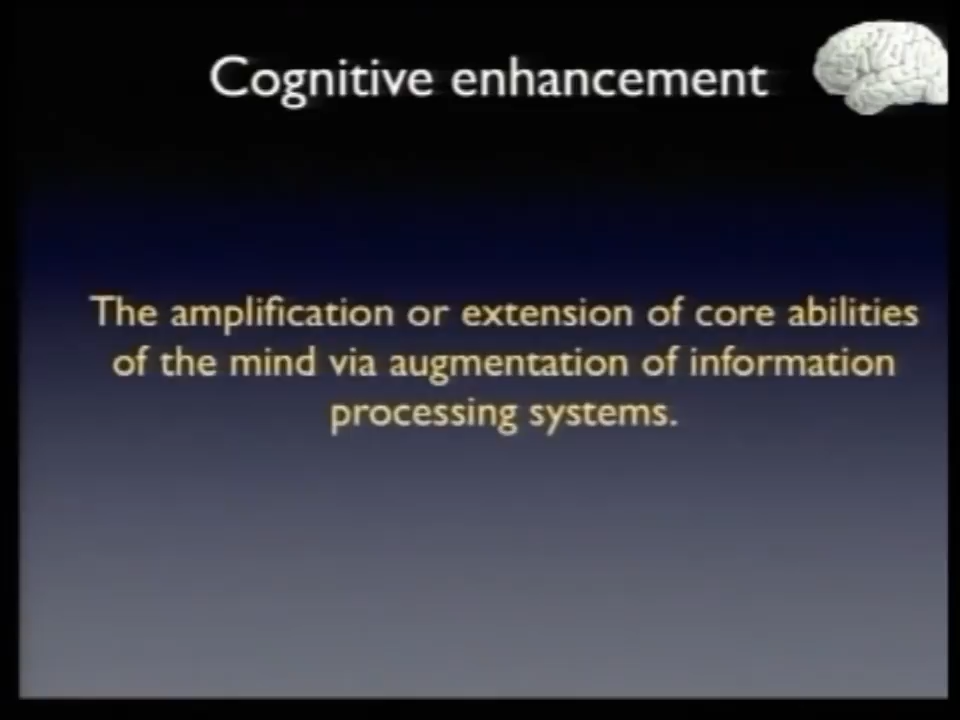 Cognitive enhancement
The amplification or extension of core abilities
of the mind via augmentation of information
processing systems.